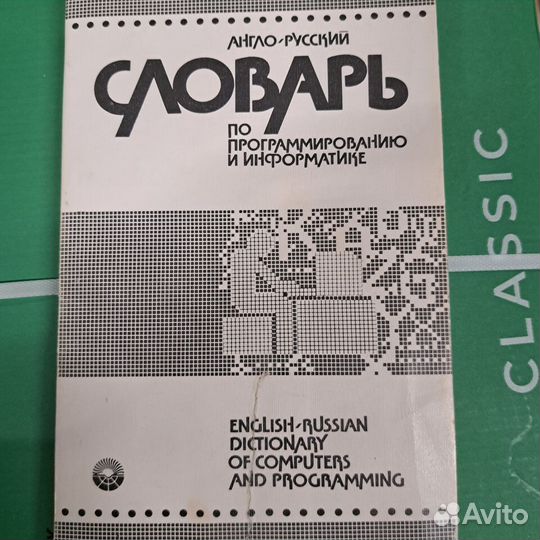 АНГЛО-РУССКИЙ
СЛОВАРЬ
ПО
ПРОГРАММИРОВАНИЮ
И ИНФОРМАТИКЕ
CLASSIC
ENGLISH-RUSSIAN
DICTIONARY
OF COMPUTERS
AND PROGRAMMING
Avito